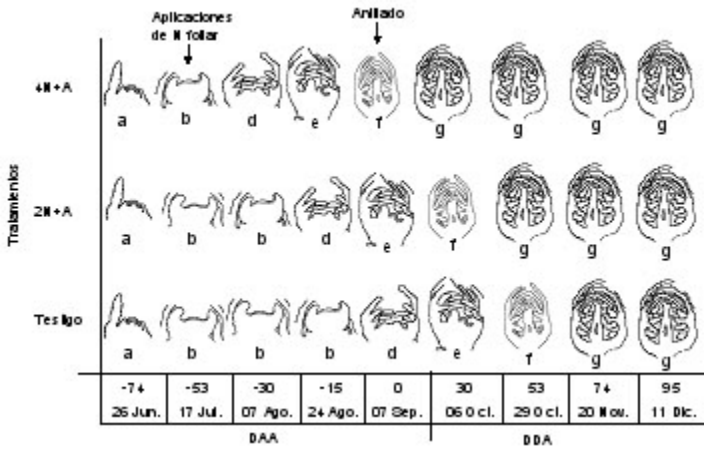 Aplicaciones
de N foliar
Anillado
Tratamientos
4N+A
a b d e f g g g g
2N+A
a b b d e f g g g
Testigo
a b b b d e f g g
-74 -53 -30 -15 0 30 53 74 95
26 Jun. 17 Jul. 07 Ago. 24 Ago. 07 Sep. 06 Oct. 29 Oct. 20 Nov. 11 Dic.
DAA DDA